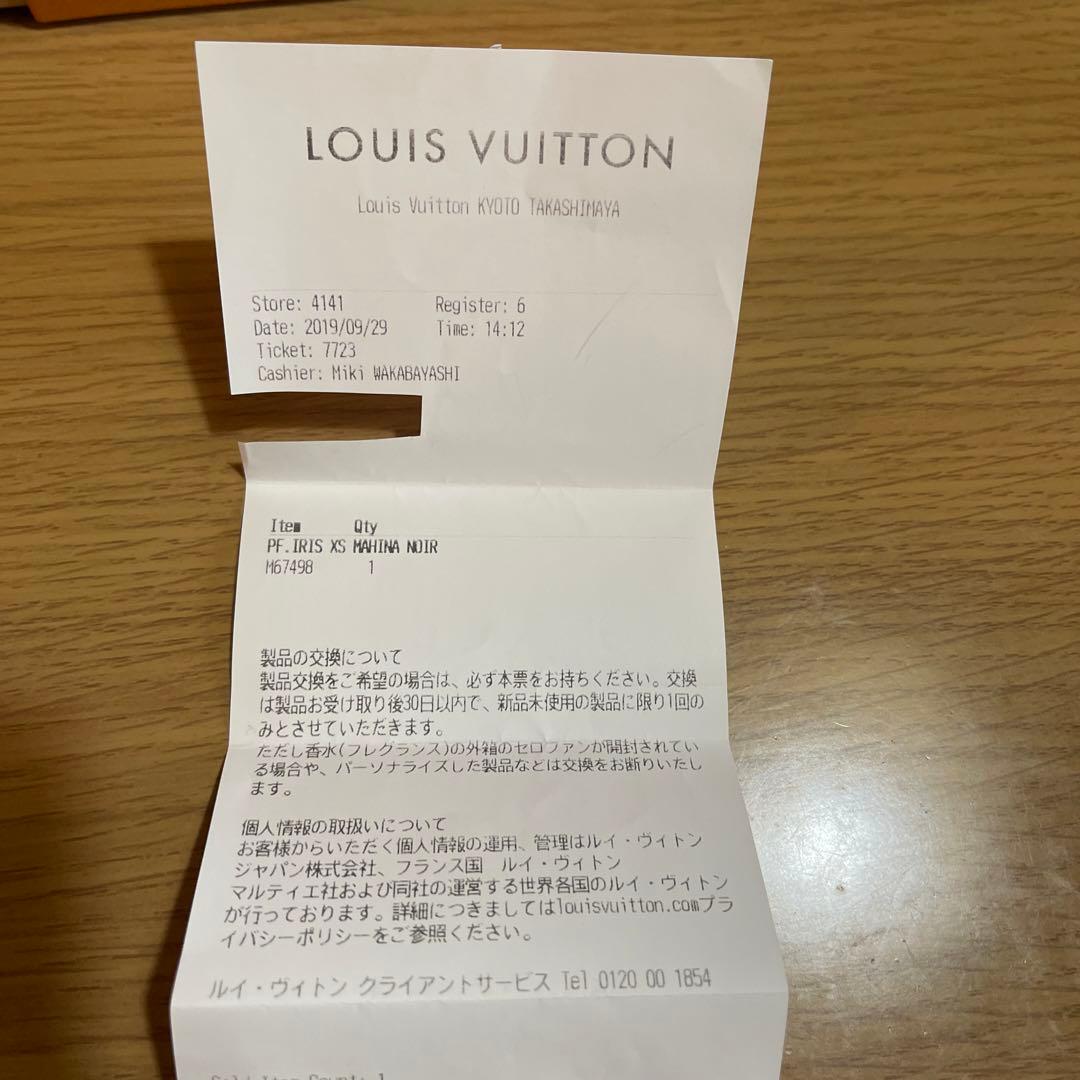 LOUIS VUITTON
Louis Vuitton KYOTO TAKASHIMAYA
Store: 4141 Register: 6
Date: 2019/09/29 Time: 14:12
Ticket: 7723
Cashier: Miki WAKABAYASHI
Item Qty
PF.IRIS XS MAHINA NOIR
M67498 1
製品の交換について
製品交換をご希望の場合は、必ず本票をお持ちください。交換
は製品お受け取り後30日以内で、新品未使用の製品に限り1回の
みとさせていただきます。
ただし香水(フレグランス)の外箱のセロファンが開封されてい
る場合や、パーソナライズした製品などは交換をお断りいたし
ます。
個人情報の取扱いについて
お客様からいただく個人情報の運用、管理はルイ・ヴィトン
ジャパン株式会社、フランス国 ルイ・ヴィトン
マルティエ社および同社の運営する世界各国のルイ・ヴィトン
が行っております。詳細につきましてはlouisvuitton.comプラ
イバシーポリシーをご参照ください。
ルイ・ヴィトン クライアントサービス Tel 0120 00 1854